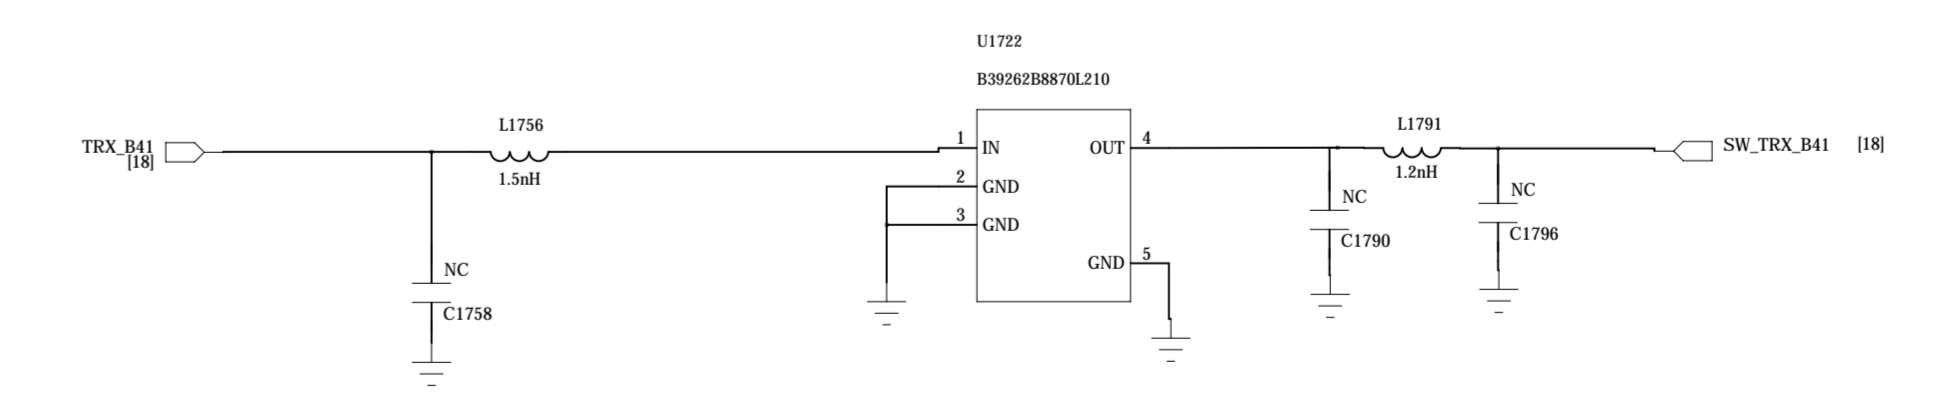 U1722
B39262B8870L210
TRX_B41
[18]
L1756
1.5nH
1
IN
2
GND
3
GND
OUT
4
GND
5
L1791
1.2nH
SW_TRX_B41 [18]
NC
C1758
NC
C1790
NC
C1796